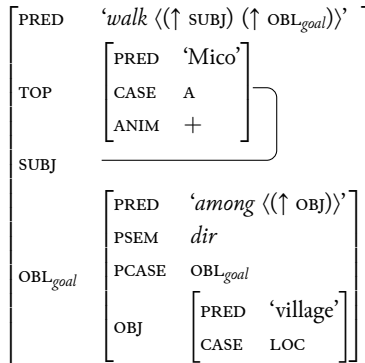 PRED ‘walk ⟨(↑ SUBJ) (↑ OBLgoal)⟩’
PRED ‘Mico’
TOP CASE A
ANIM +
SUBJ
PRED ‘among ⟨(↑ OBJ)⟩’
PSEM dir
PCASE OBLgoal
OBLgoal
PRED ‘village’
OBJ
CASE LOC